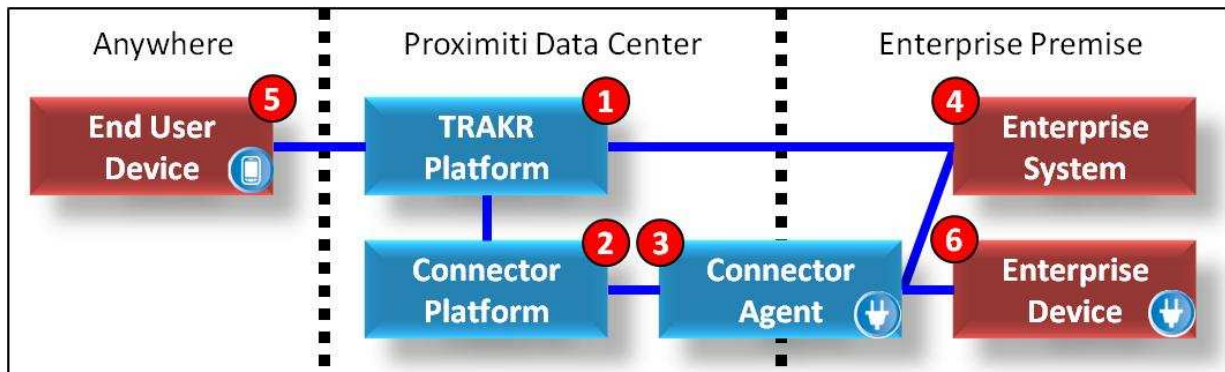 Anywhere
Proximiti Data Center
Enterprise Premise
5
1
4
End User
Device
TRAKR
Platform
Enterprise
System
2
3
6
Connector
Platform
Connector
Agent
Enterprise
Device